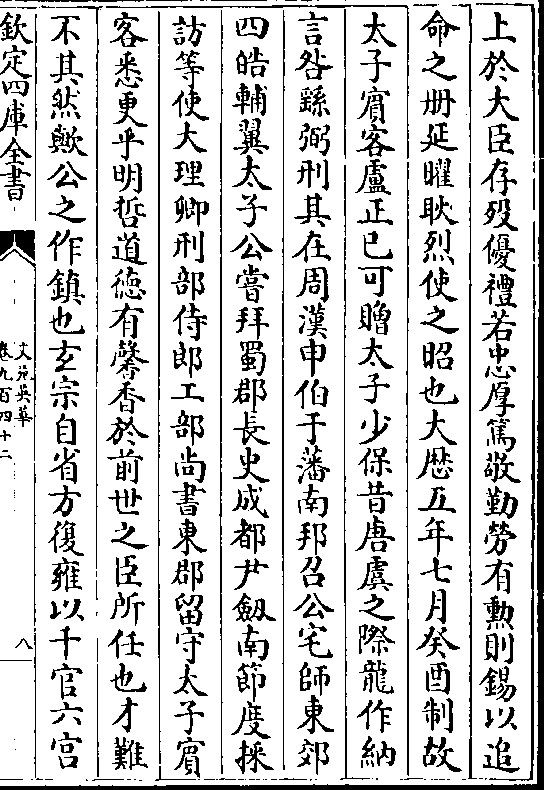 上於大臣存歿優禮若忠厚篤敬勤勞有勲則錫以追
命之册延曜耿烈使之昭也大厯五年七月癸酉制故
太子賓客盧正已可贈太子少保昔唐虞之際龍作納
言咎繇弼刑其在周漢申伯于藩南邦召公宅師東郊
四皓輔翼太子公嘗拜蜀郡長史成都尹劔南節度採
訪等使大理卿刑部侍郎工部尚書東郡留守太子賔
客悉更乎明哲道徳有馨香於前世之臣所任也才難
不其然歟公之作鎮也玄宗自省方復雍以千官六宫
欽定四庫全書
文苑英華
卷九百四十二
八